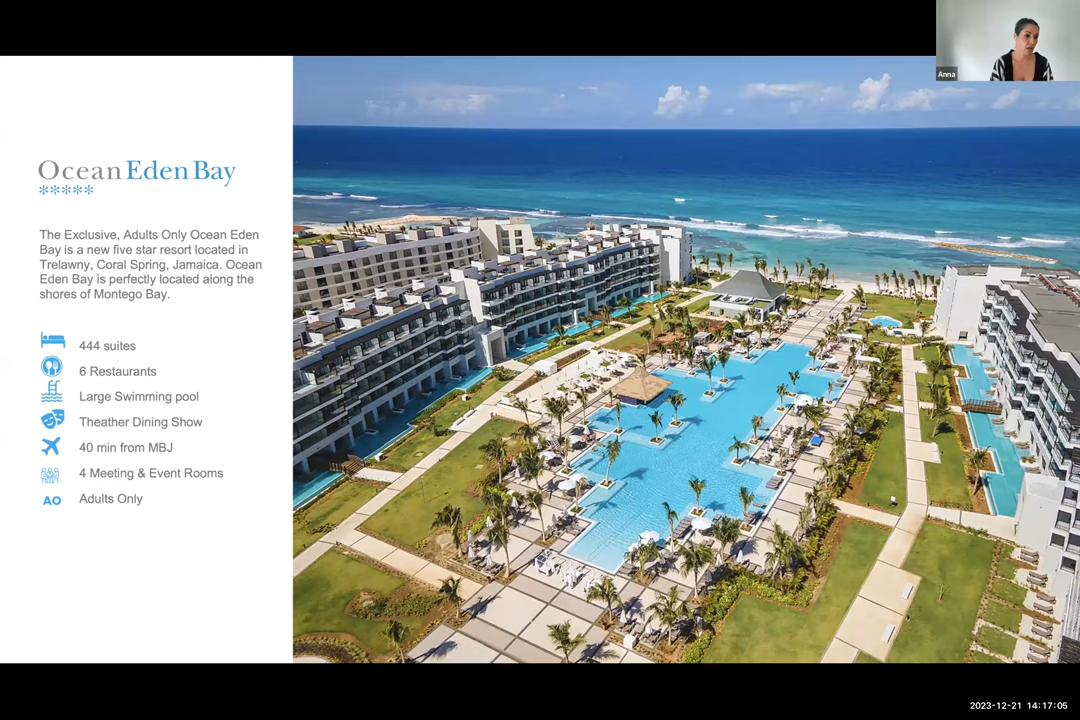 Anna
Ocean Eden Bay
*****
The Exclusive, Adults Only Ocean Eden
Bay is a new five star resort located in
Trelawny, Coral Spring, Jamaica. Ocean
Eden Bay is perfectly located along the
shores of Montego Bay.
444 suites
6 Restaurants
Large Swimming pool
Theather Dining Show
40 min from MBJ
4 Meeting & Event Rooms
AO Adults Only
2023-12-21 14:17:05